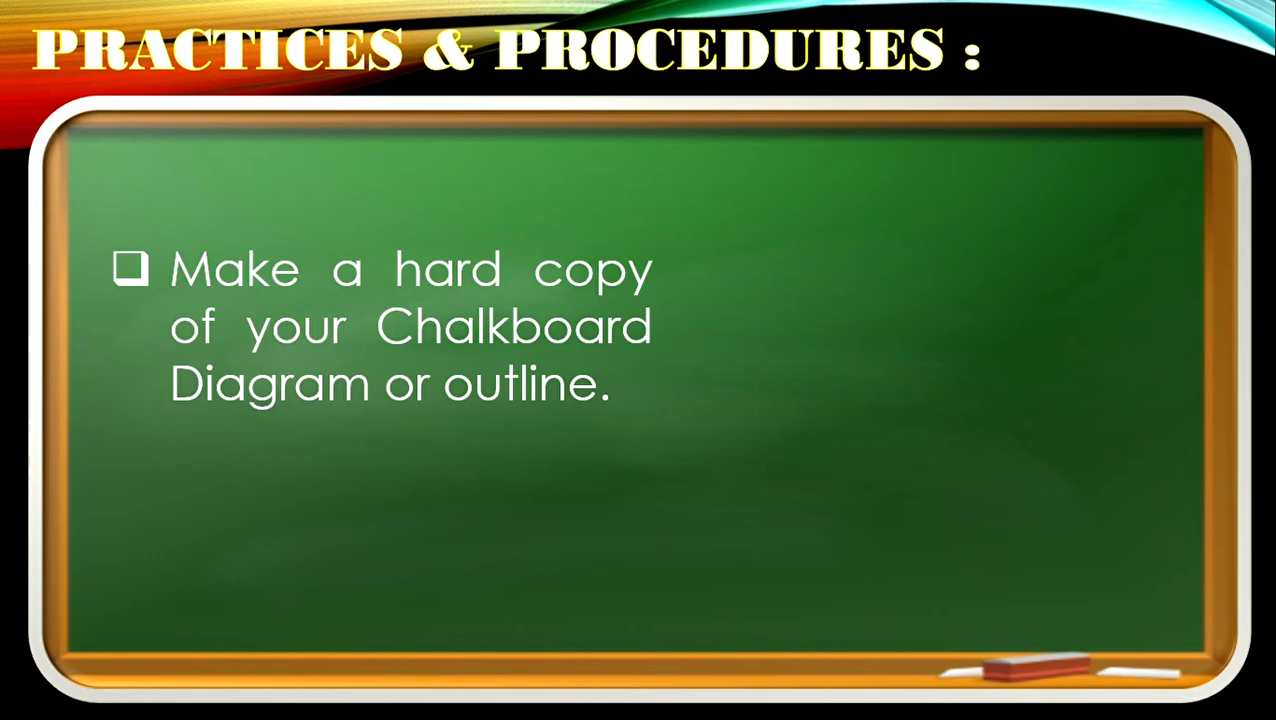 PRACTICES & PROCEDURES :
❑ Make a hard copy
of your Chalkboard
Diagram or outline.